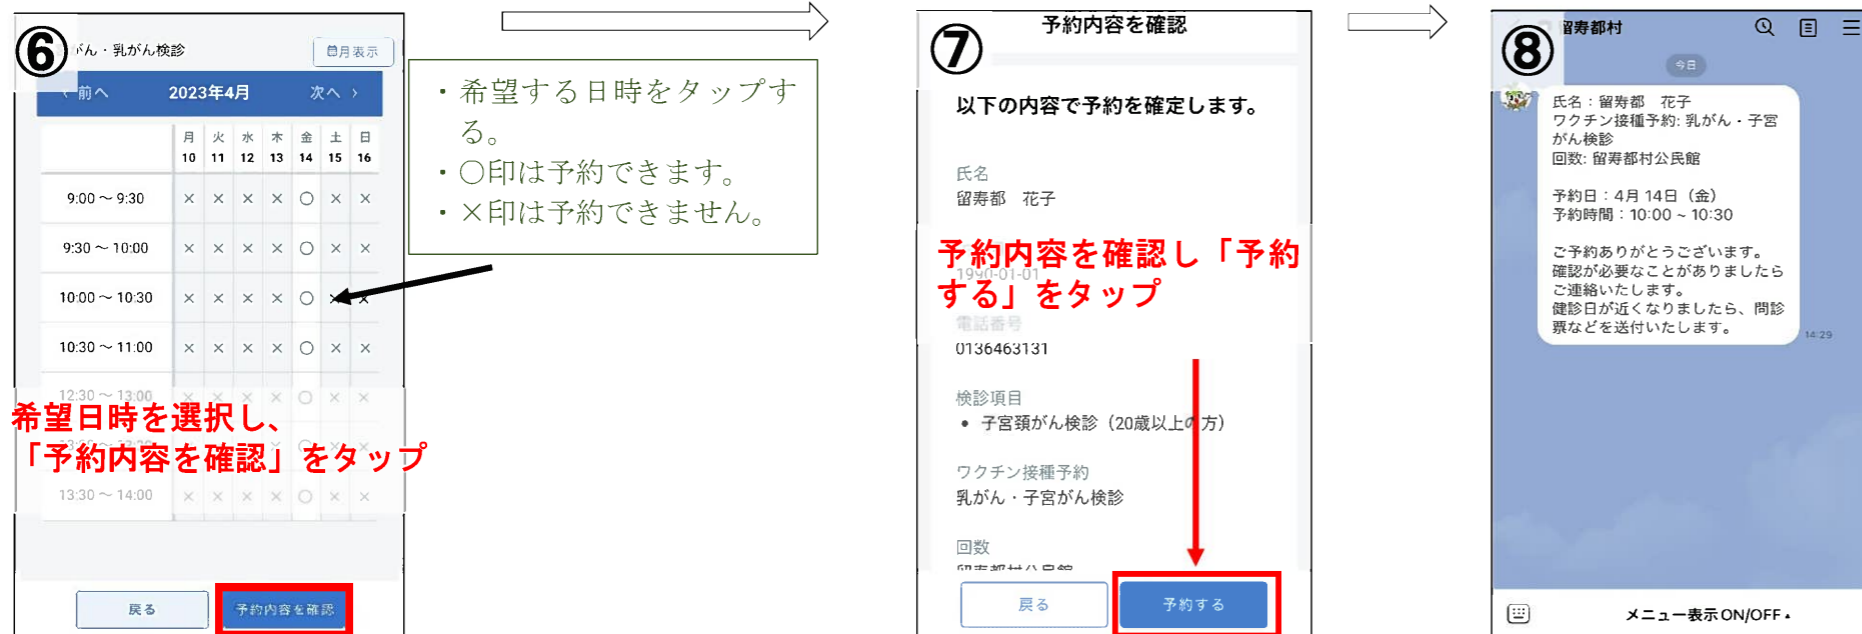 ⑥
がん・乳がん検診
月表示
< 前へ 2023年4月 次へ >
月 火 水 木 金 土 日
10 11 12 13 14 15 16
9:00～9:30 × × × × ○ × ×
9:30～10:00 × × × × ○ × ×
10:00～10:30 × × × × ○ × ×
10:30～11:00 × × × × ○ × ×
12:30～13:00 × × × × ○ × ×
希望日時を選択し、
「予約内容を確認」をタップ
13:30～14:00 × × × × ○ × ×
戻る 予約内容を確認
・希望する日時をタップす
る。
・○印は予約できます。
・×印は予約できません。
⑦
予約内容を確認
以下の内容で予約を確定します。
氏名
留寿都 花子
予約内容を確認し「予約
1990-01-01
する」をタップ
電話番号
0136463131
検診項目
• 子宮頚がん検診（20歳以上の方）
ワクチン接種予約
乳がん・子宮がん検診
回数
戻る 予約する
⑧
留寿都村
今日
氏名：留寿都 花子
ワクチン接種予約: 乳がん・子宮
がん検診
回数: 留寿都村公民館
予約日：4月 14日（金）
予約時間：10:00 ~ 10:30
ご予約ありがとうございます。
確認が必要なことがありましたら
ご連絡いたします。
健診日が近くなりましたら、問診
票などを送付いたします。
14:29
メニュー表示 ON/OFF